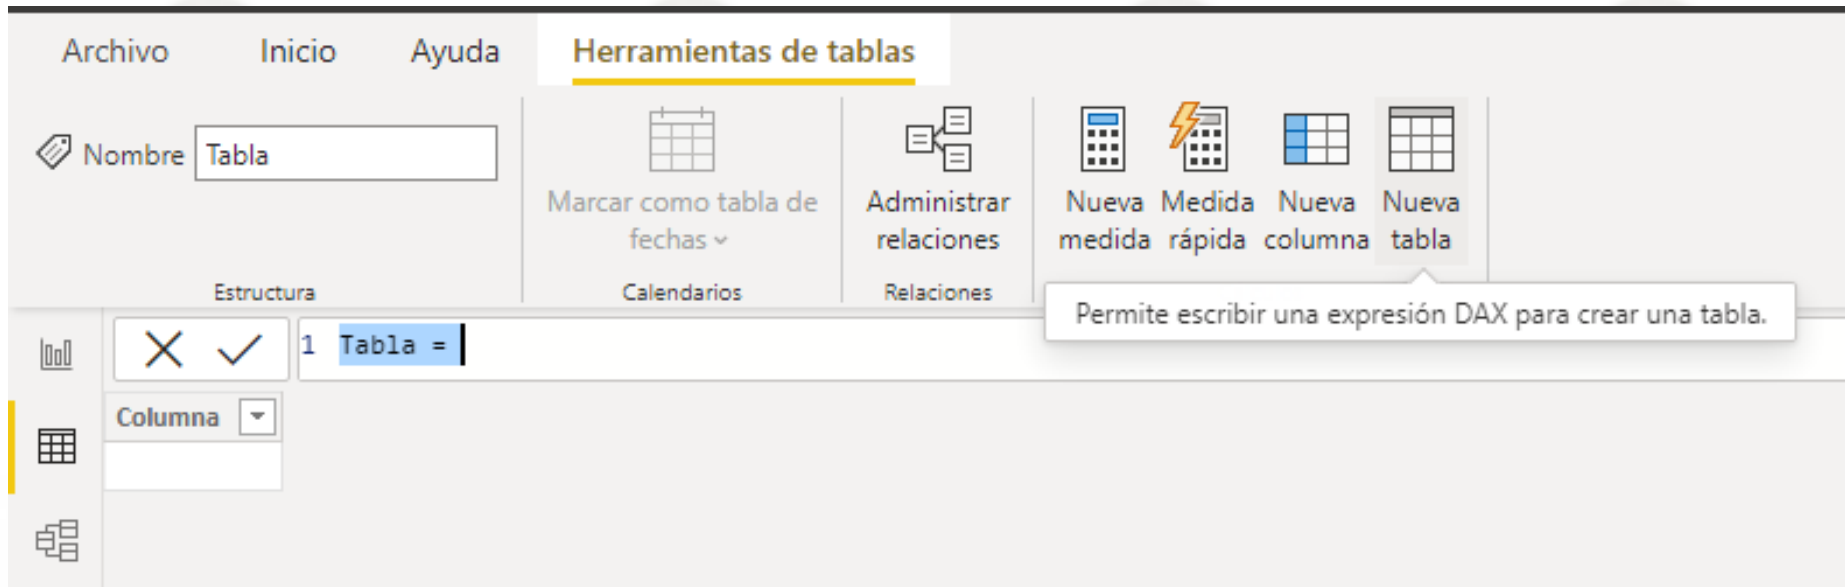 Archivo Inicio Ayuda Herramientas de tablas
Nombre Tabla
Marcar como tabla de
fechas
Administrar
relaciones
Nueva
medida
Medida
rápida
Nueva
columna
Nueva
tabla
Estructura Calendarios Relaciones
Permite escribir una expresión DAX para crear una tabla.
1 Tabla =
Columna